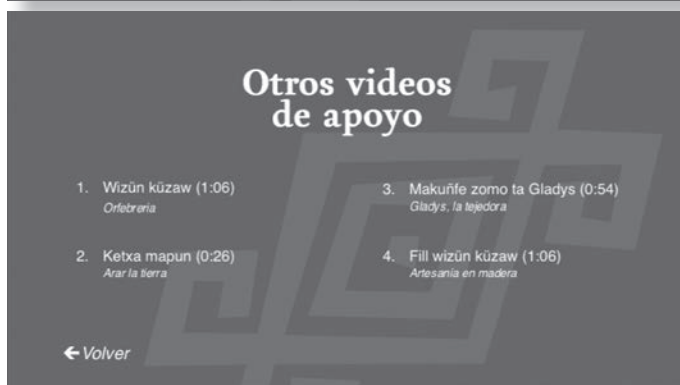 Otros videos
de apoyo
1. Wizün küzaw (1:06)
Orfebreria
2. Ketxa mapun (0:26)
Arar la tierra
3. Makuñfe zomo ta Gladys (0:54)
Gladys, la tejedora
4. Fill wizün küzaw (1:06)
Artesanía en madera
←Volver